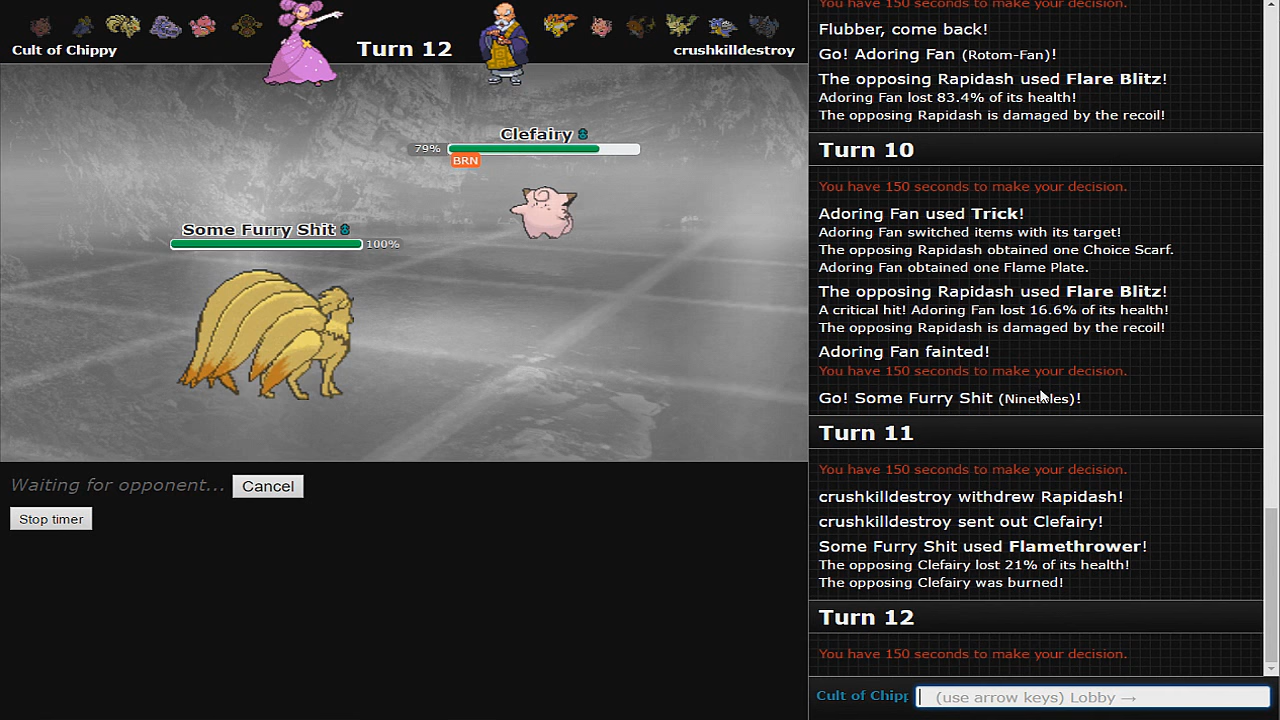 Cult of Chippy
Turn 12
crushkilldestroy
Clefairy
79%
BRN
Some Furry Shit
100%
Waiting for opponent... Cancel
Stop timer
You have 150 seconds to make your decision.
Flubber, come back!
Go! Adoring Fan (Rotom-Fan)!
The opposing Rapidash used Flare Blitz!
Adoring Fan lost 83.4% of its health!
The opposing Rapidash is damaged by the recoil!
Turn 10
You have 150 seconds to make your decision.
Adoring Fan used Trick!
Adoring Fan switched items with its target!
The opposing Rapidash obtained one Choice Scarf.
Adoring Fan obtained one Flame Plate.
The opposing Rapidash used Flare Blitz!
A critical hit! Adoring Fan lost 16.6% of its health!
The opposing Rapidash is damaged by the recoil!
Adoring Fan fainted!
You have 150 seconds to make your decision.
Go! Some Furry Shit (Ninetales)!
Turn 11
You have 150 seconds to make your decision.
crushkilldestroy withdrew Rapidash!
crushkilldestroy sent out Clefairy!
Some Furry Shit used Flamethrower!
The opposing Clefairy lost 21% of its health!
The opposing Clefairy was burned!
Turn 12
You have 150 seconds to make your decision.
Cult of Chipp (use arrow keys) Lobby →